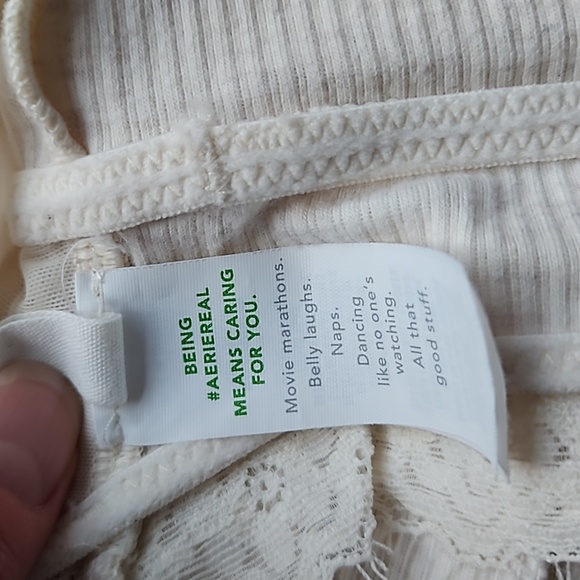 BEING
#AERIEREAL
MEANS CARING
FOR YOU.
Movie marathons.
Belly laughs.
Naps.
Dancing
like no one's
watching.
All that
good stuff.